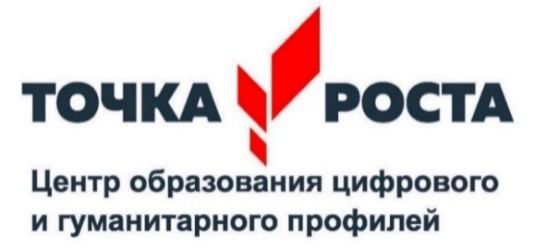 ТОЧКА РОСТА
Центр образования цифрового
и гуманитарного профилей